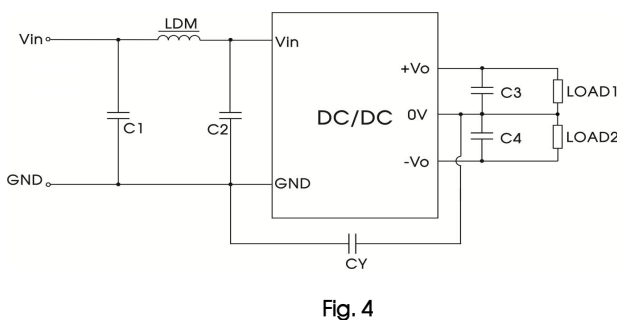 LDM
Vin
Vin
+Vo
C3
LOAD1
C1
C2
DC/DC
0V
C4
LOAD2
-Vo
GND
GND
CY
Fig. 4